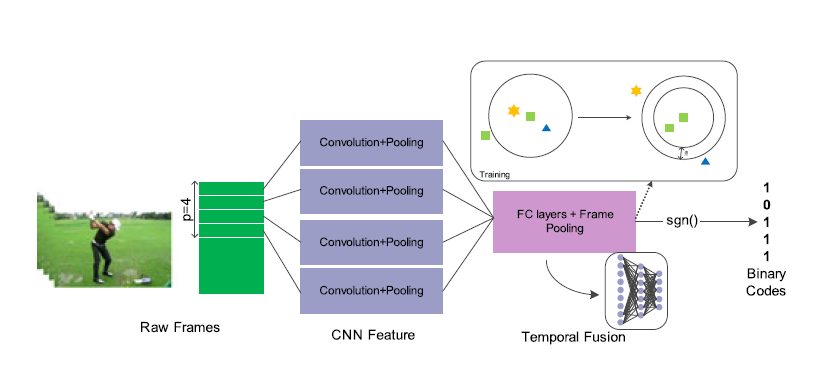 Training
Convolution+Pooling
Convolution+Pooling
Convolution+Pooling
Convolution+Pooling
p=4
FC layers + Frame
Pooling
sgn()
1
0
1
1
1
Binary
Codes
Raw Frames
CNN Feature
Temporal Fusion